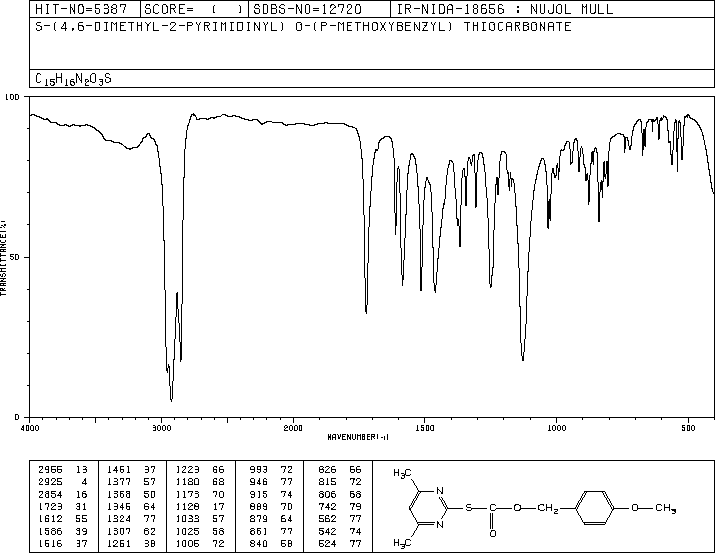 HIT-NO=5387 SCORE= ( ) SDBS-NO=12720 IR-NIDA-18656 : NUJOL MULL
S-(4,6-DIMETHYL-2-PYRIMIDINYL) O-(P-METHOXYBENZYL) THIOCARBONATE
C15H16N2O3S
100
50
0
TRANSMITTANCE(%)
4000 3000 2000 1500 1000 500
WAVENUMBER(-1)
2955 13 1461 37 1223 66 993 72 826 66
2925 4 1377 57 1180 68 946 77 815 72
2854 16 1368 50 1173 70 915 74 806 68
1723 31 1345 64 1128 17 889 70 742 79
1612 55 1324 77 1033 57 879 64 562 77
1586 39 1307 62 1025 58 861 77 542 74
1516 37 1251 38 1005 72 840 58 524 77
H3C
N
S C O CH2 O CH3
N
O
H3C